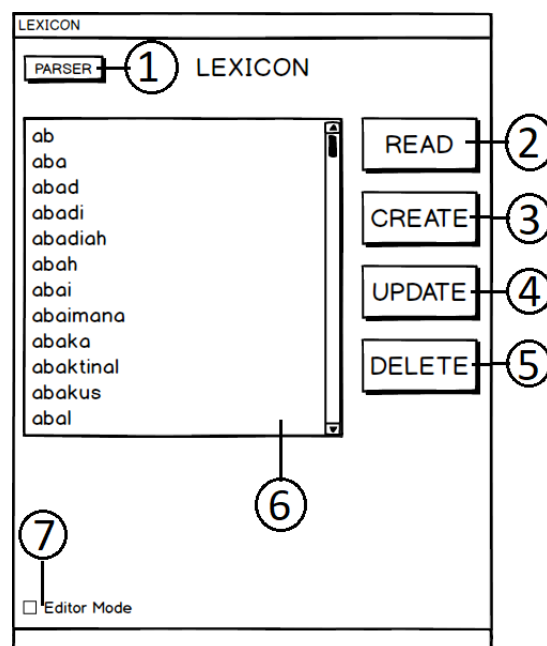 LEXICON
PARSER
1
LEXICON
ab
aba
abad
abadi
abadiah
abah
abai
abaimana
abaka
abaktinal
abakus
abal
READ
2
CREATE
3
UPDATE
4
DELETE
5
6
7
Editor Mode